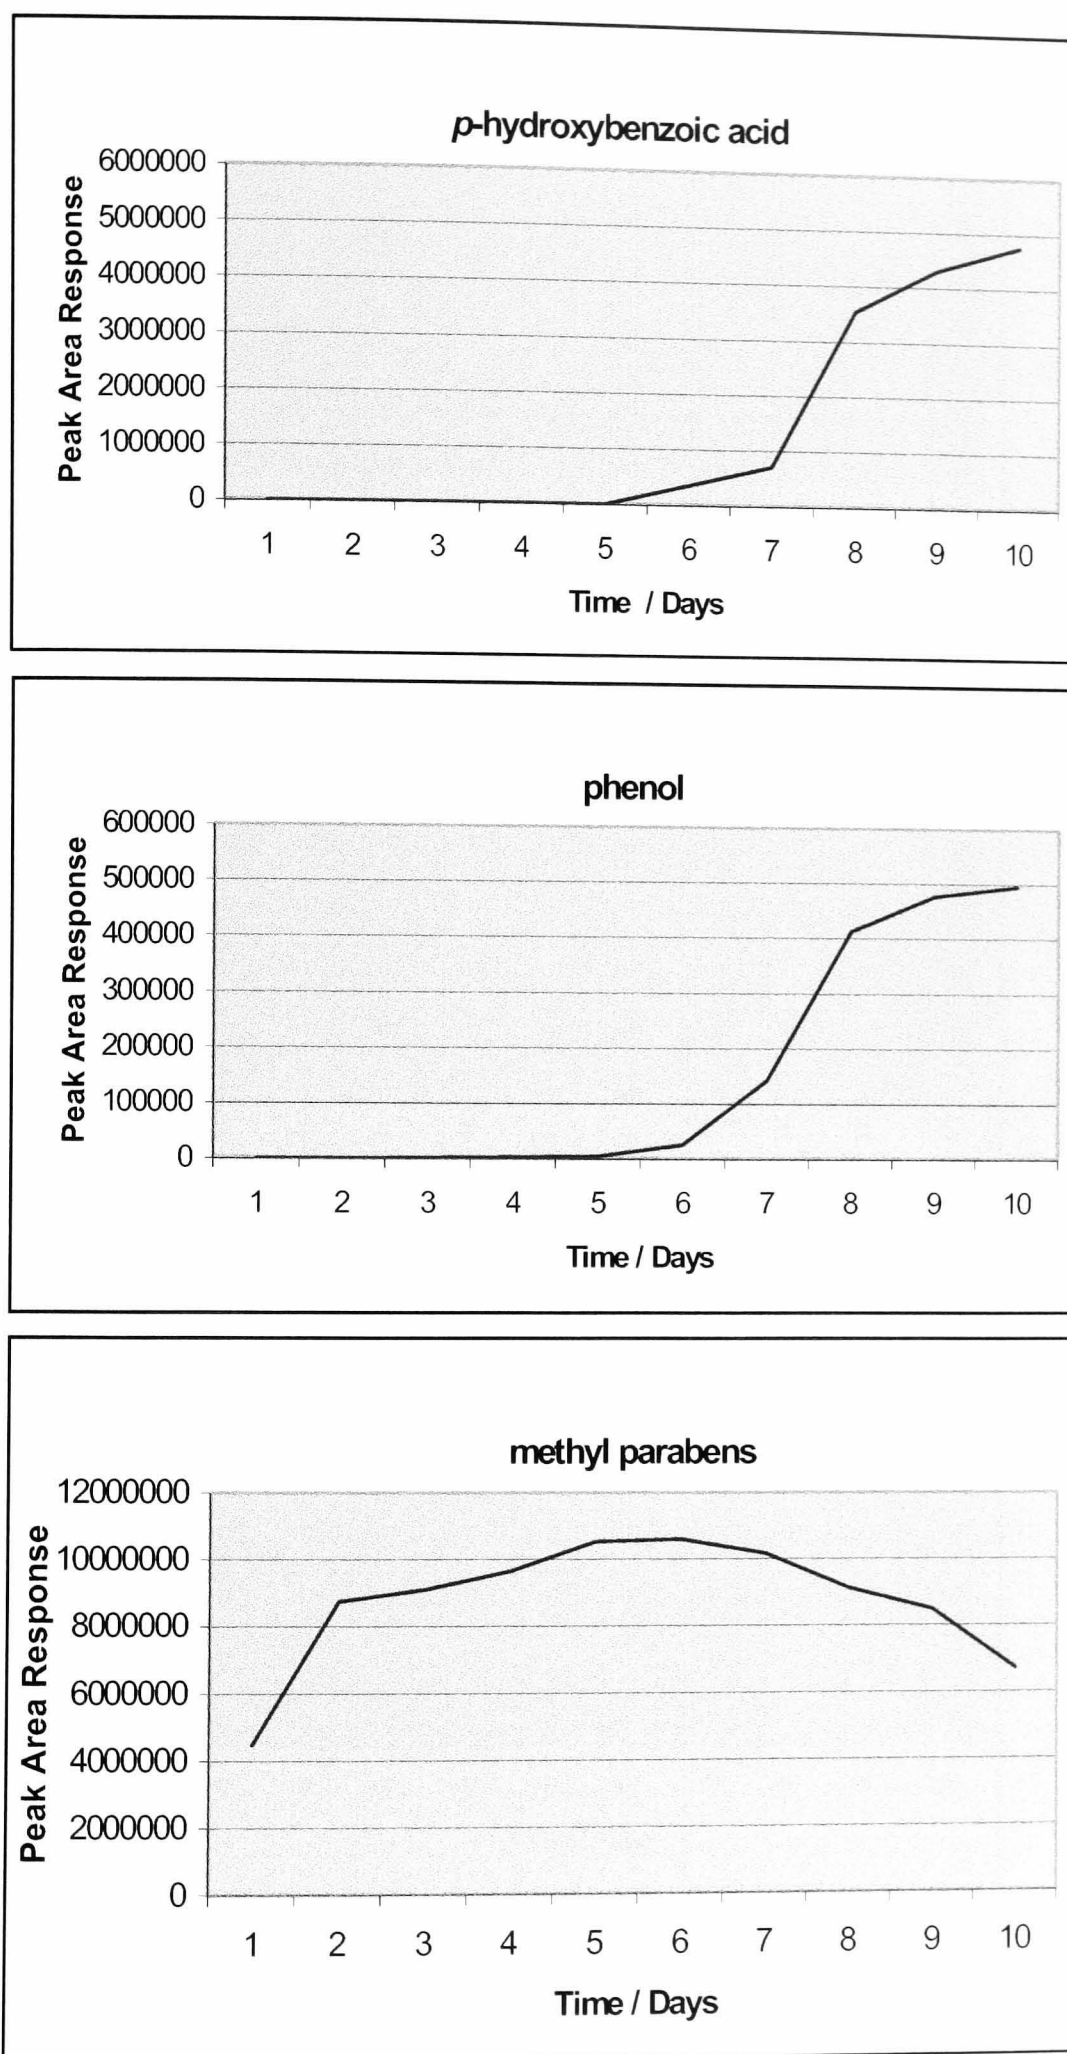 p-hydroxybenzoic acid
Peak Area Response
6000000
5000000
4000000
3000000
2000000
1000000
0
1 2 3 4 5 6 7 8 9 10
Time / Days
phenol
Peak Area Response
600000
500000
400000
300000
200000
100000
0
1 2 3 4 5 6 7 8 9 10
Time / Days
methyl parabens
Peak Area Response
12000000
10000000
8000000
6000000
4000000
2000000
0
1 2 3 4 5 6 7 8 9 10
Time / Days